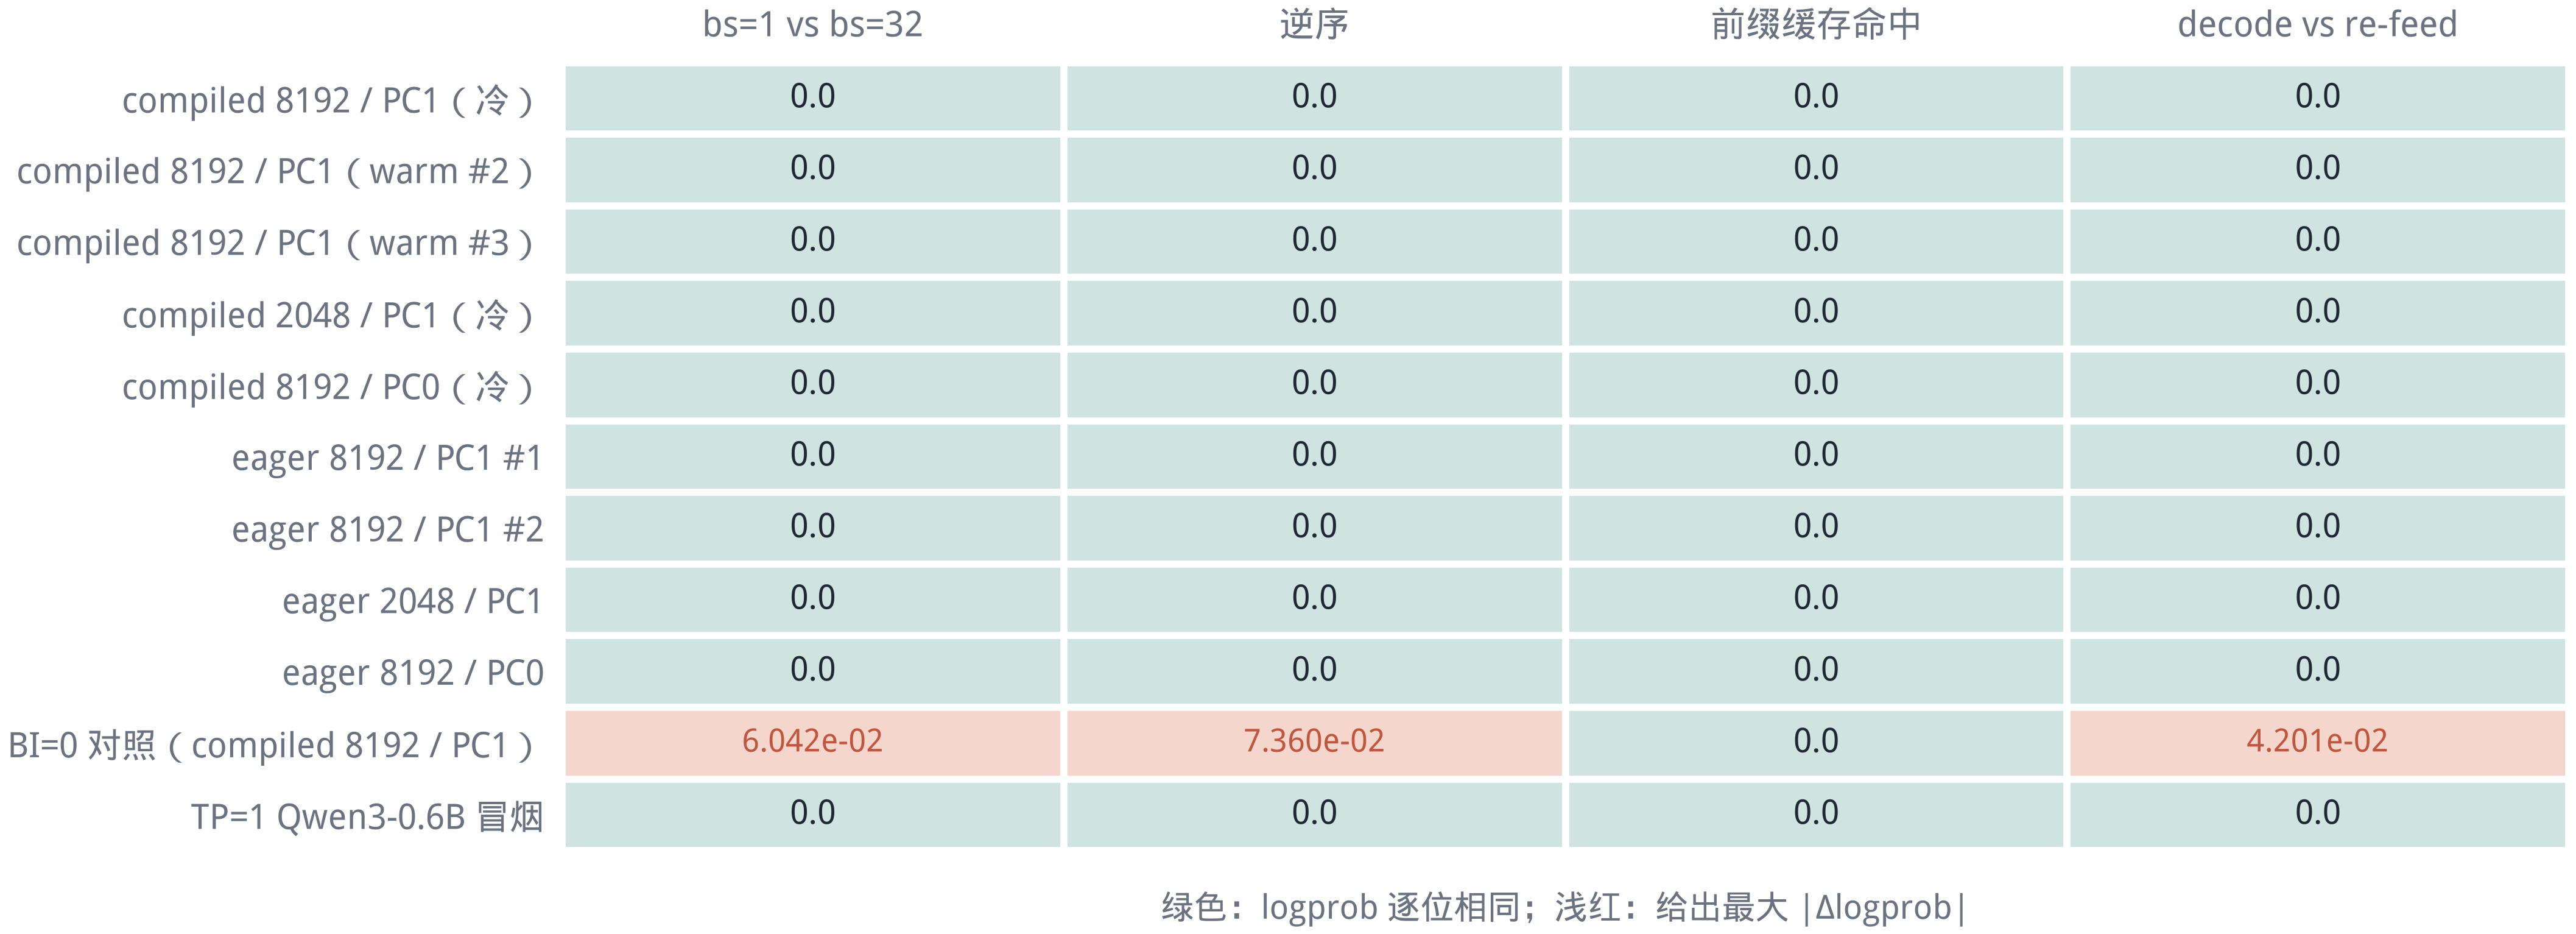 bs=1 vs bs=32 逆序 前缀缓存命中 decode vs re-feed
compiled 8192 / PC1（冷） 0.0 0.0 0.0 0.0
compiled 8192 / PC1（warm #2） 0.0 0.0 0.0 0.0
compiled 8192 / PC1（warm #3） 0.0 0.0 0.0 0.0
compiled 2048 / PC1（冷） 0.0 0.0 0.0 0.0
compiled 8192 / PC0（冷） 0.0 0.0 0.0 0.0
eager 8192 / PC1 #1 0.0 0.0 0.0 0.0
eager 8192 / PC1 #2 0.0 0.0 0.0 0.0
eager 2048 / PC1 0.0 0.0 0.0 0.0
eager 8192 / PC0 0.0 0.0 0.0 0.0
BI=0 对照（compiled 8192 / PC1） 6.042e-02 7.360e-02 0.0 4.201e-02
TP=1 Qwen3-0.6B 冒烟 0.0 0.0 0.0 0.0
绿色：logprob 逐位相同；浅红：给出最大 |Δlogprob|